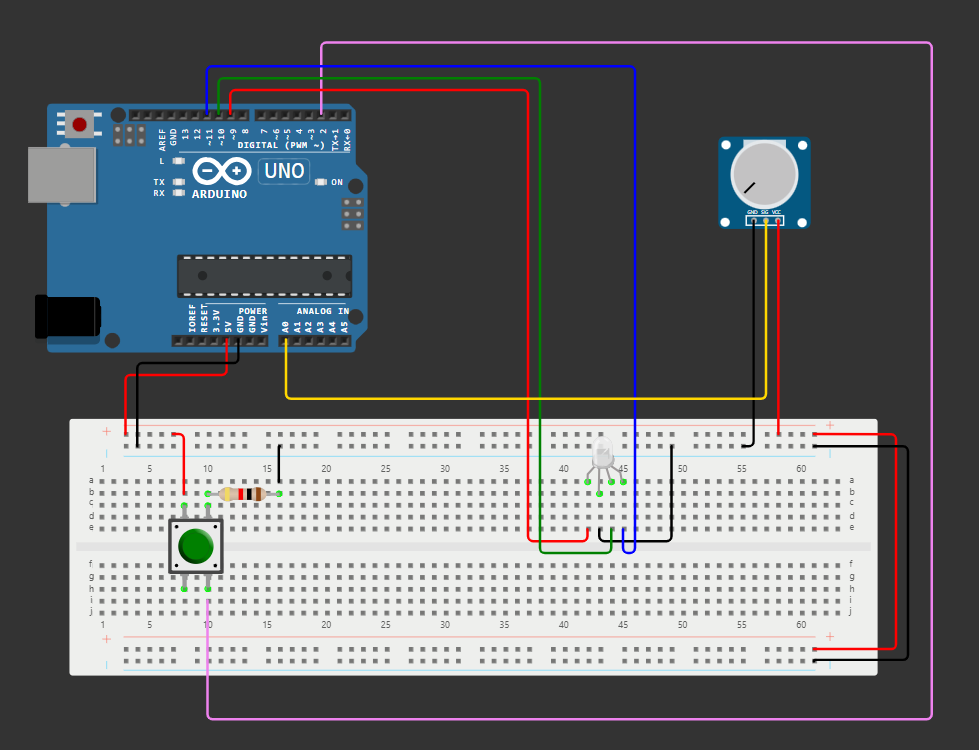 AREF
GND
13
12
~11
~10
~9
8
7
~6
~5
4
~3
2
TX→1
RX←0
DIGITAL (PWM ~)
L
TX
RX
UNO
ON
ARDUINO
GND SIG VCC
IOREF
RESET
3.3V
5V
GND
GND
Vin
POWER
ANALOG IN
A0
A1
A2
A3
A4
A5
+ +
1 5 10 15 20 25 30 35 40 45 50 55 60
a a
b b
c c
d d
e e
f f
g g
h h
i i
j j
1 5 10 15 20 25 30 35 40 45 50 55 60
+ +